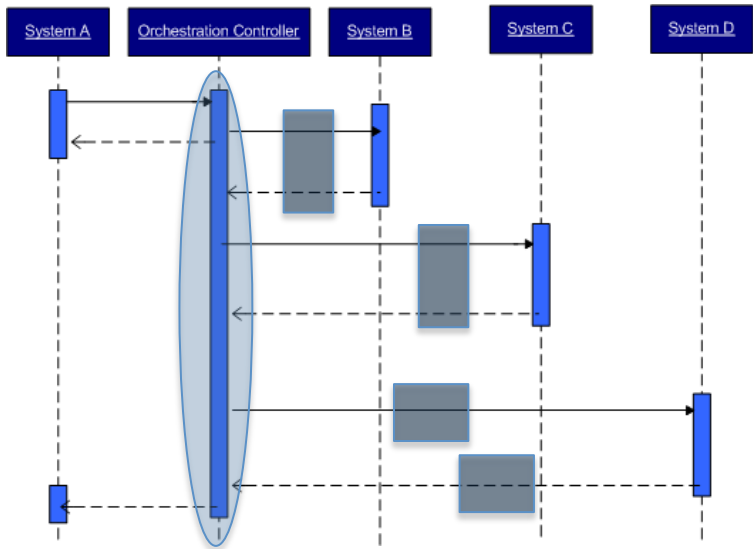 System A
Orchestration Controller
System B
System C
System D